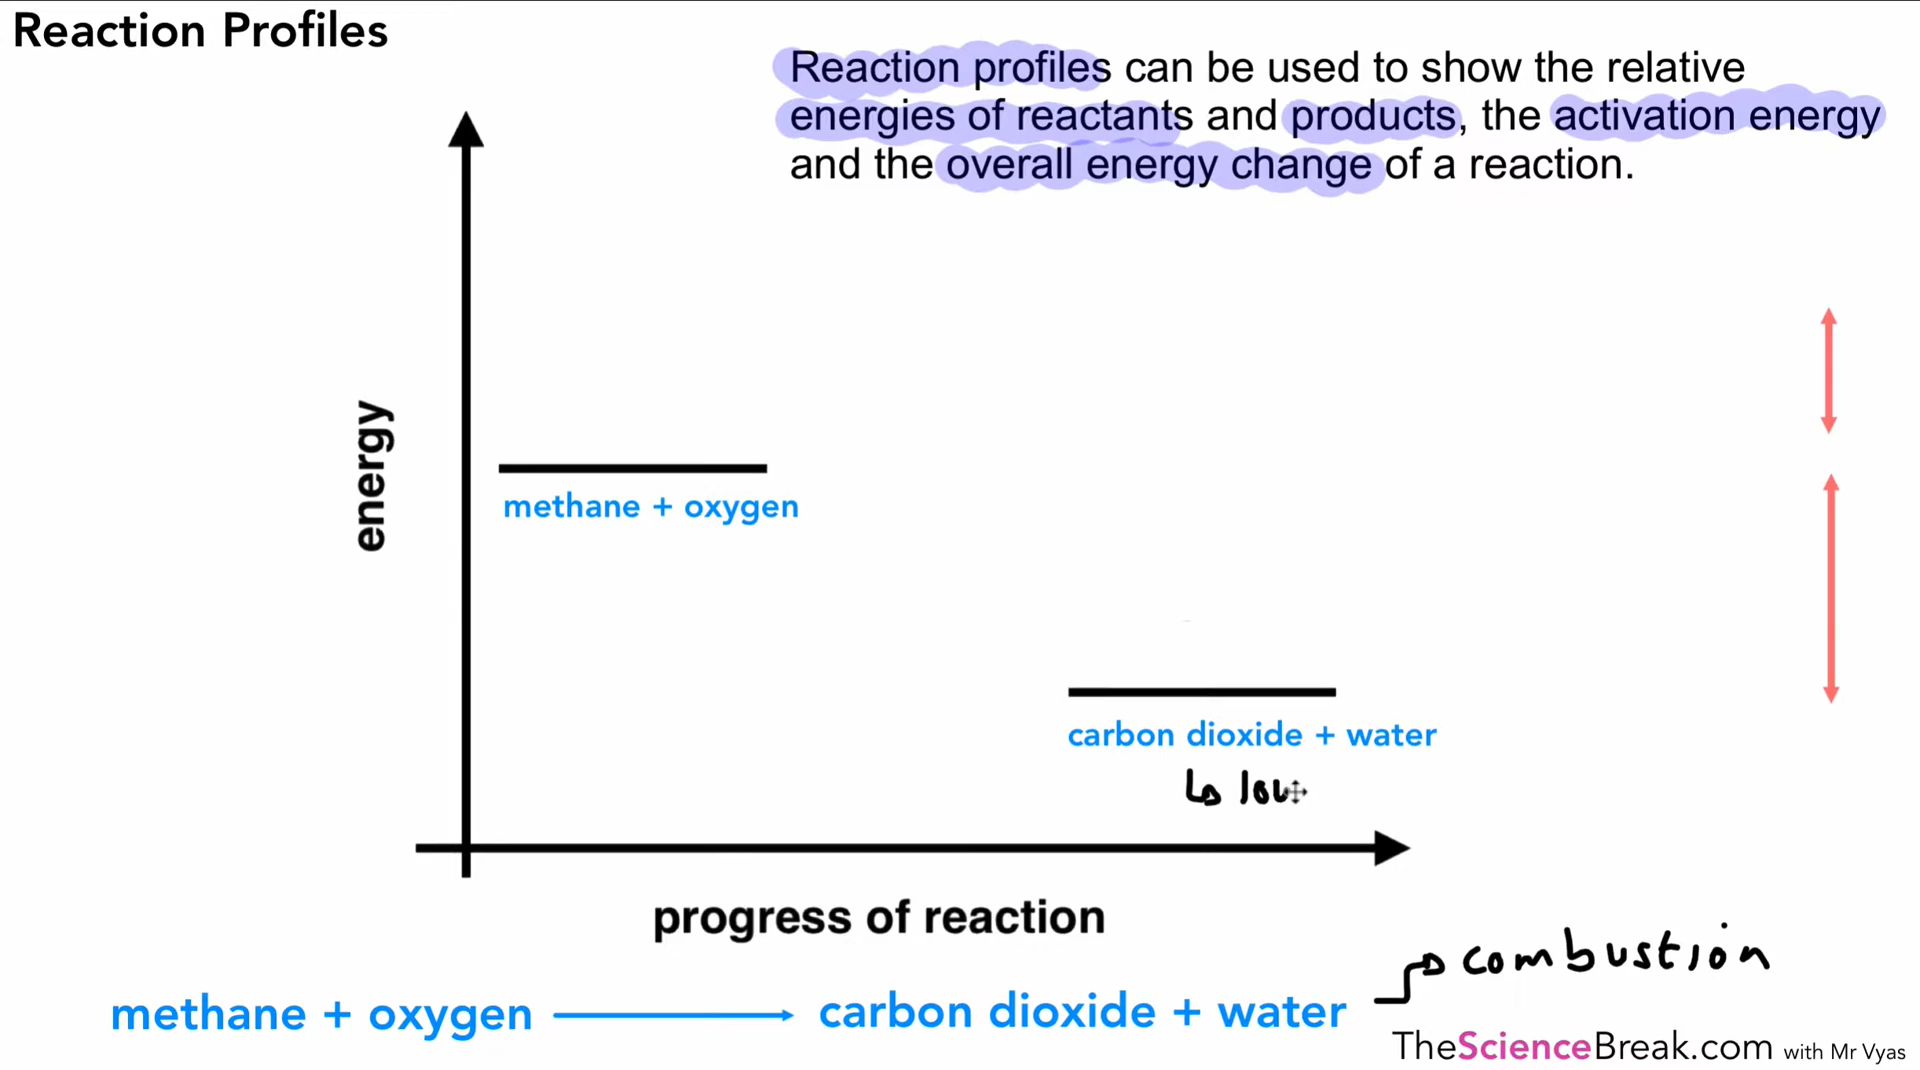 Reaction Profiles
Reaction profiles can be used to show the relative
energies of reactants and products, the activation energy
and the overall energy change of a reaction.
energy
methane + oxygen
carbon dioxide + water
low
progress of reaction
combustion
methane + oxygen carbon dioxide + water
TheScienceBreak.com with Mr Vyas